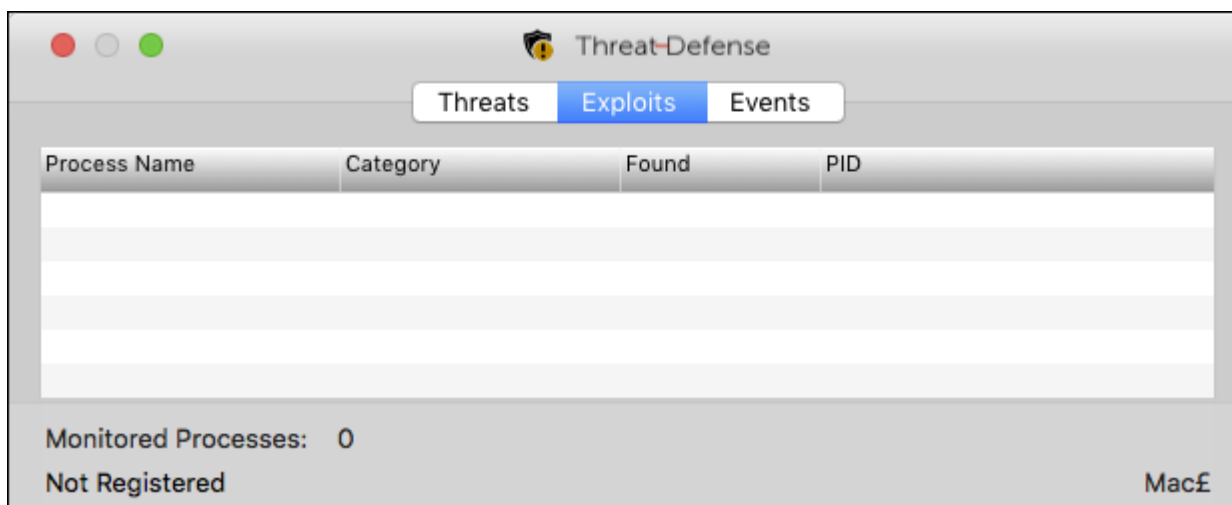 Threat-Defense
Threats Exploits Events
Process Name Category Found PID
Monitored Processes: 0
Not Registered Mac£